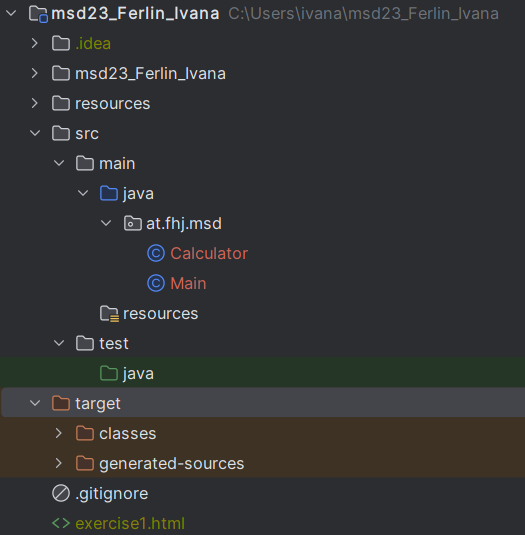 msd23_Ferlin_Ivana C:\Users\ivana\msd23_Ferlin_Ivana
.idea
msd23_Ferlin_Ivana
resources
src
main
java
at.fhj.msd
Calculator
Main
resources
test
java
target
classes
generated-sources
.gitignore
exercise1.html